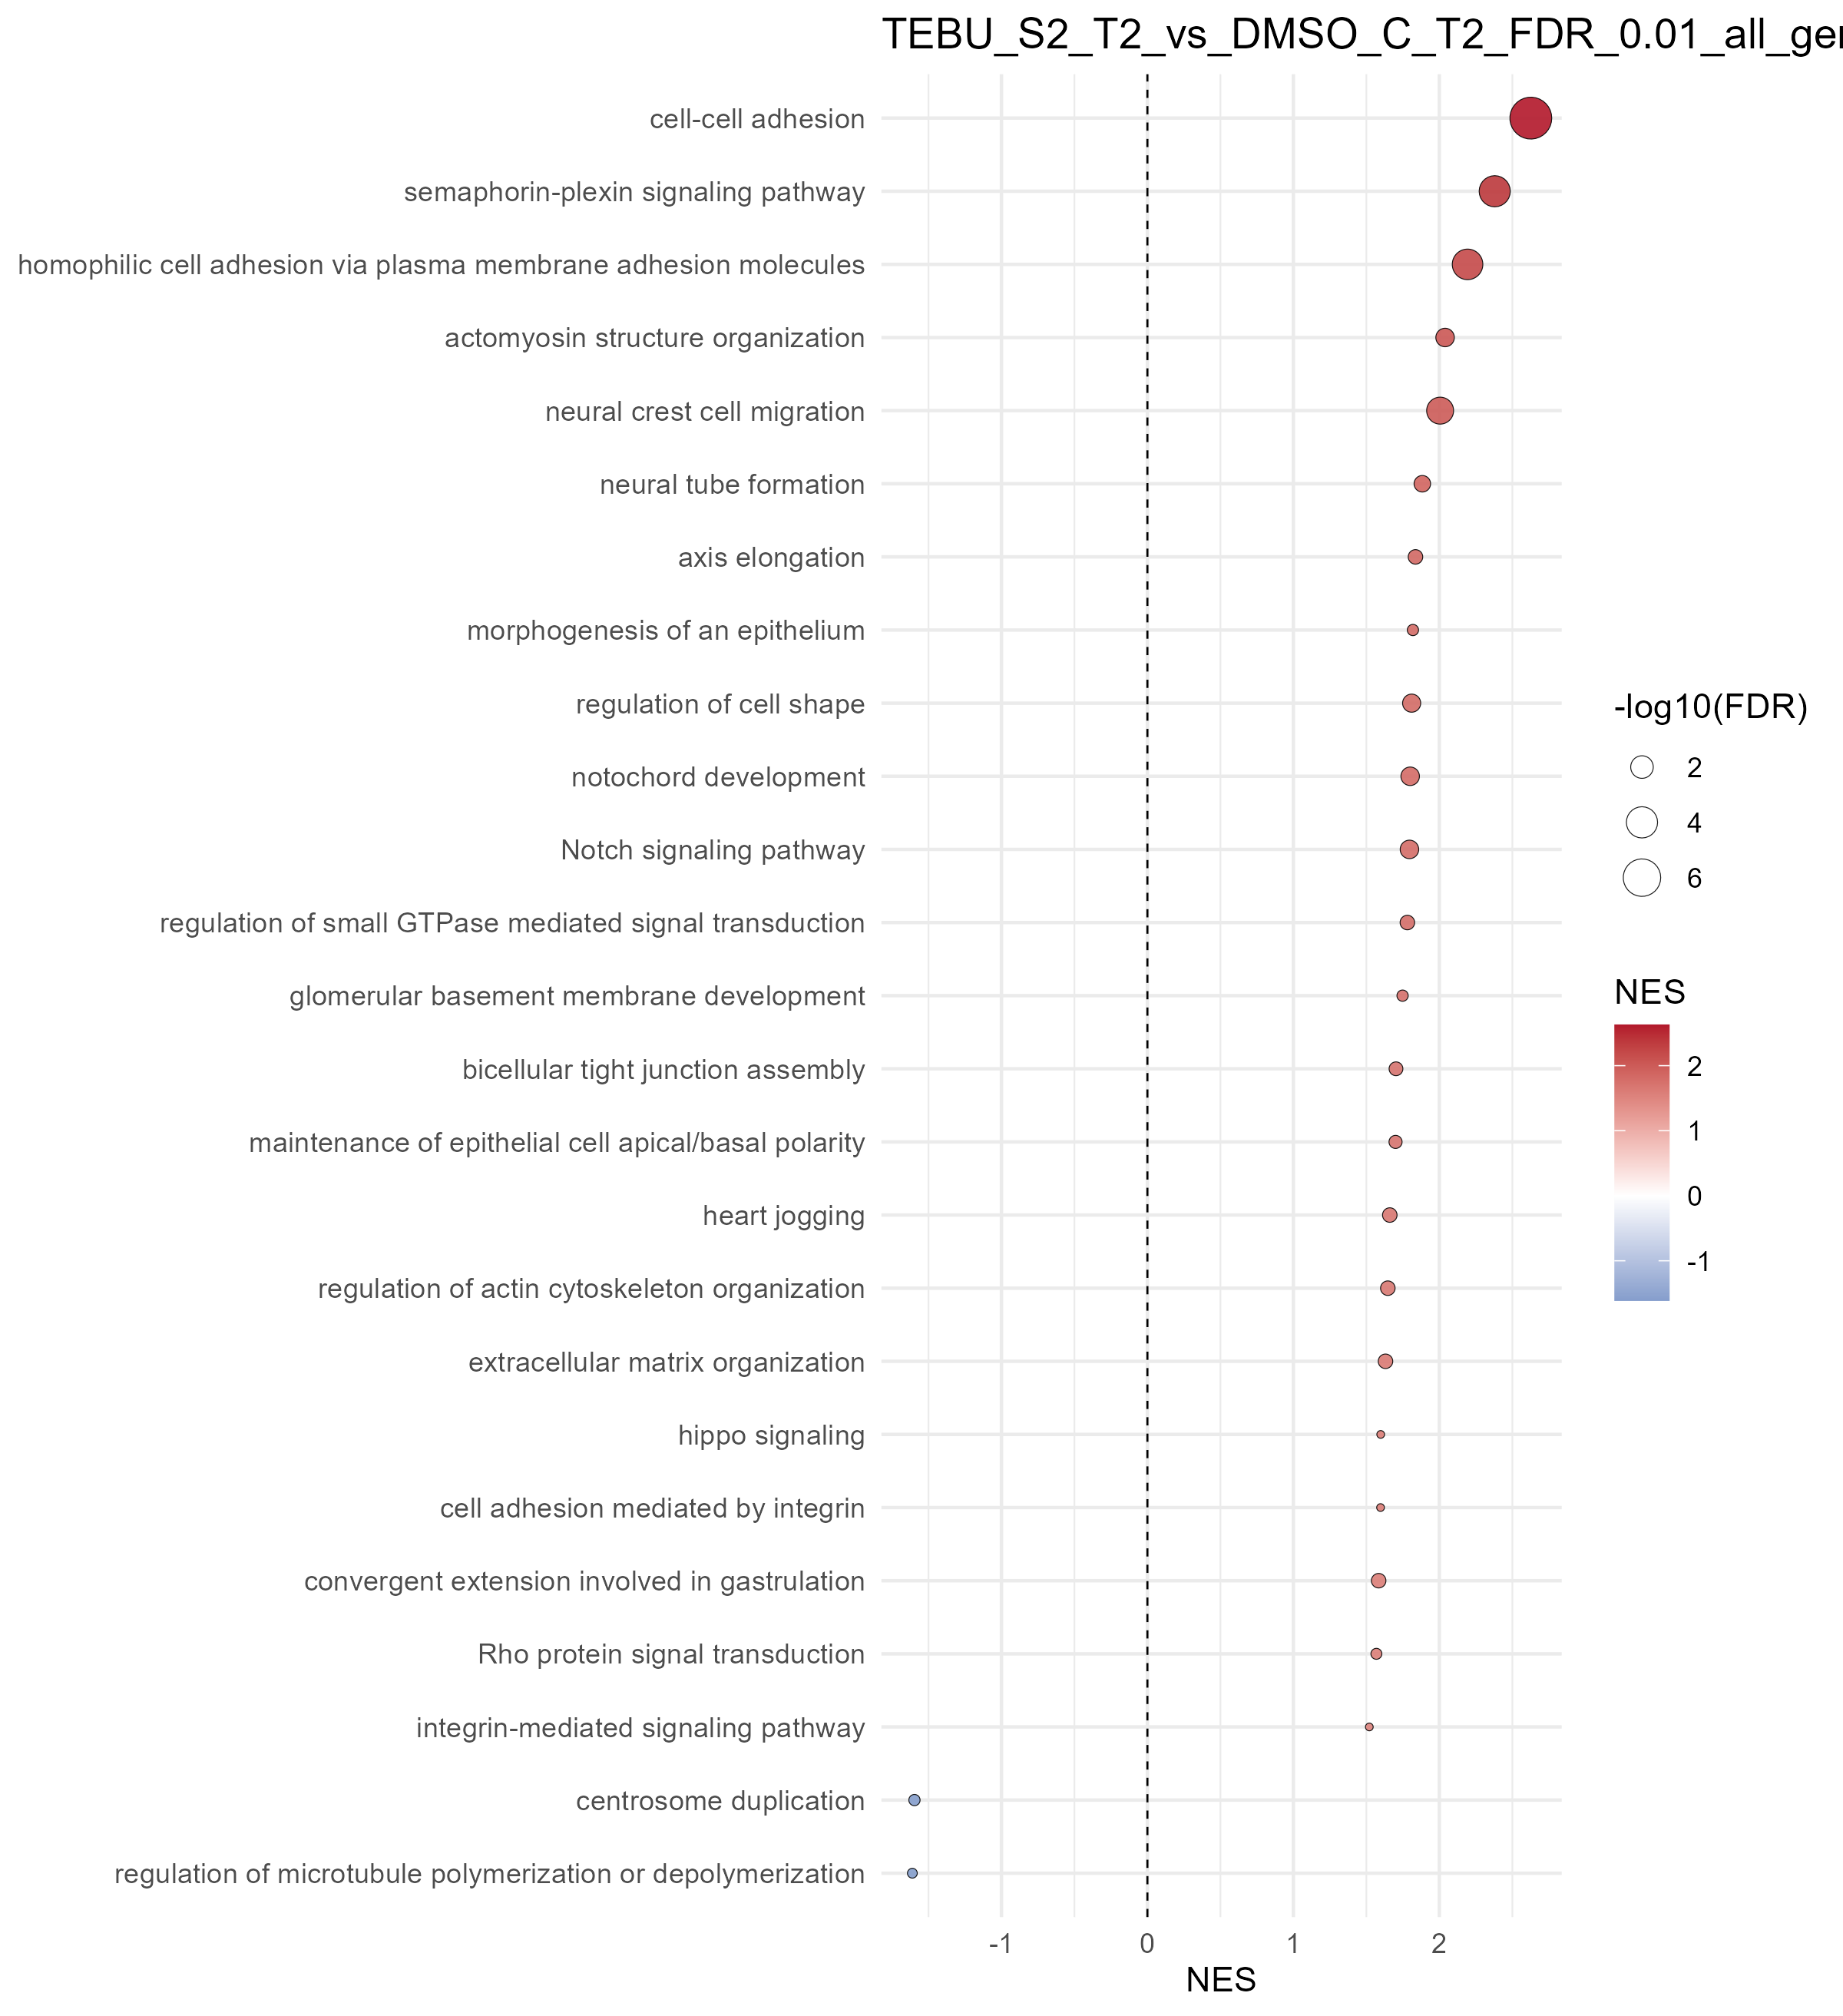 TEBU_S2_T2_vs_DMSO_C_T2_FDR_0.01_all_ge
cell-cell adhesion
semaphorin-plexin signaling pathway
homophilic cell adhesion via plasma membrane adhesion molecules
actomyosin structure organization
neural crest cell migration
neural tube formation
axis elongation
morphogenesis of an epithelium
regulation of cell shape
notochord development
Notch signaling pathway
regulation of small GTPase mediated signal transduction
glomerular basement membrane development
bicellular tight junction assembly
maintenance of epithelial cell apical/basal polarity
heart jogging
regulation of actin cytoskeleton organization
extracellular matrix organization
hippo signaling
cell adhesion mediated by integrin
convergent extension involved in gastrulation
Rho protein signal transduction
integrin-mediated signaling pathway
centrosome duplication
regulation of microtubule polymerization or depolymerization
-1 0 1 2
NES
-log10(FDR)
2
4
6
NES
2
1
0
-1